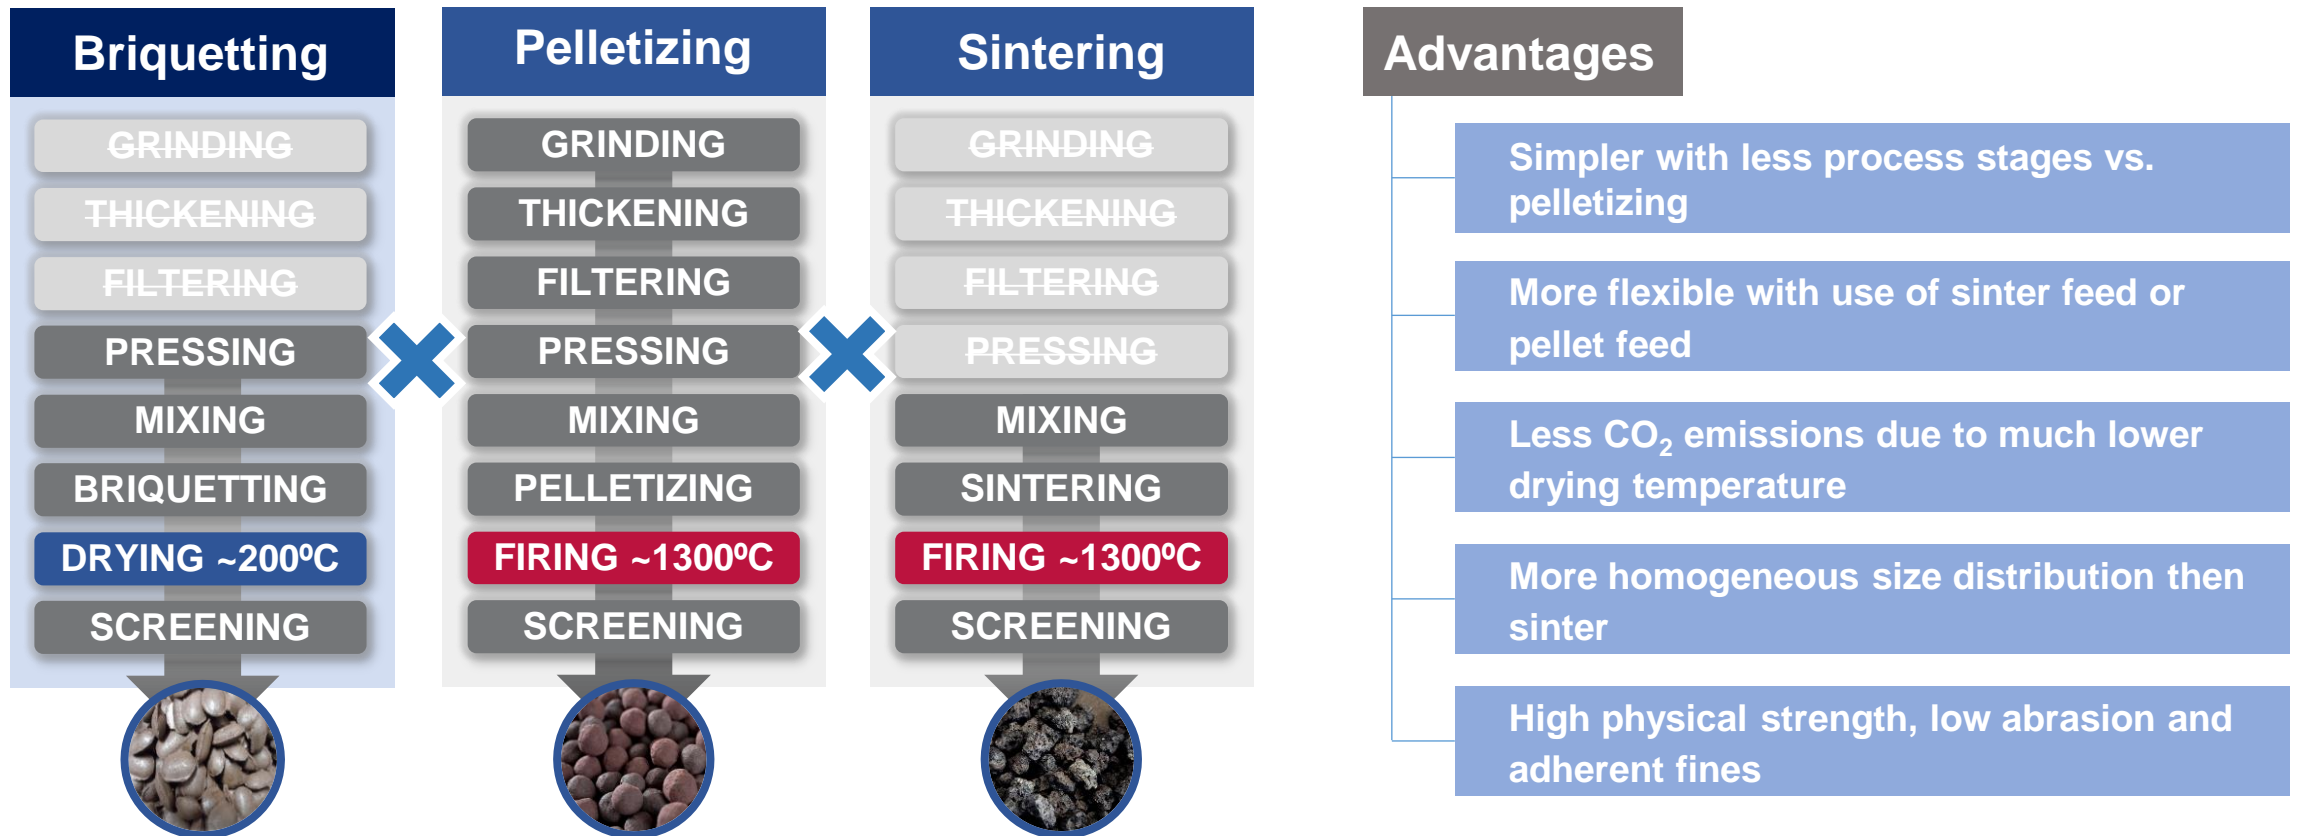 Briquetting
GRINDING
THICKENING
FILTERING
PRESSING
MIXING
BRIQUETTING
DRYING ~200ºC
SCREENING
Pelletizing
GRINDING
THICKENING
FILTERING
PRESSING
MIXING
PELLETIZING
FIRING ~1300ºC
SCREENING
Sintering
GRINDING
THICKENING
FILTERING
PRESSING
MIXING
SINTERING
FIRING ~1300ºC
SCREENING
Advantages
Simpler with less process stages vs.
pelletizing
More flexible with use of sinter feed or
pellet feed
Less CO₂ emissions due to much lower
drying temperature
More homogeneous size distribution then
sinter
High physical strength, low abrasion and
adherent fines